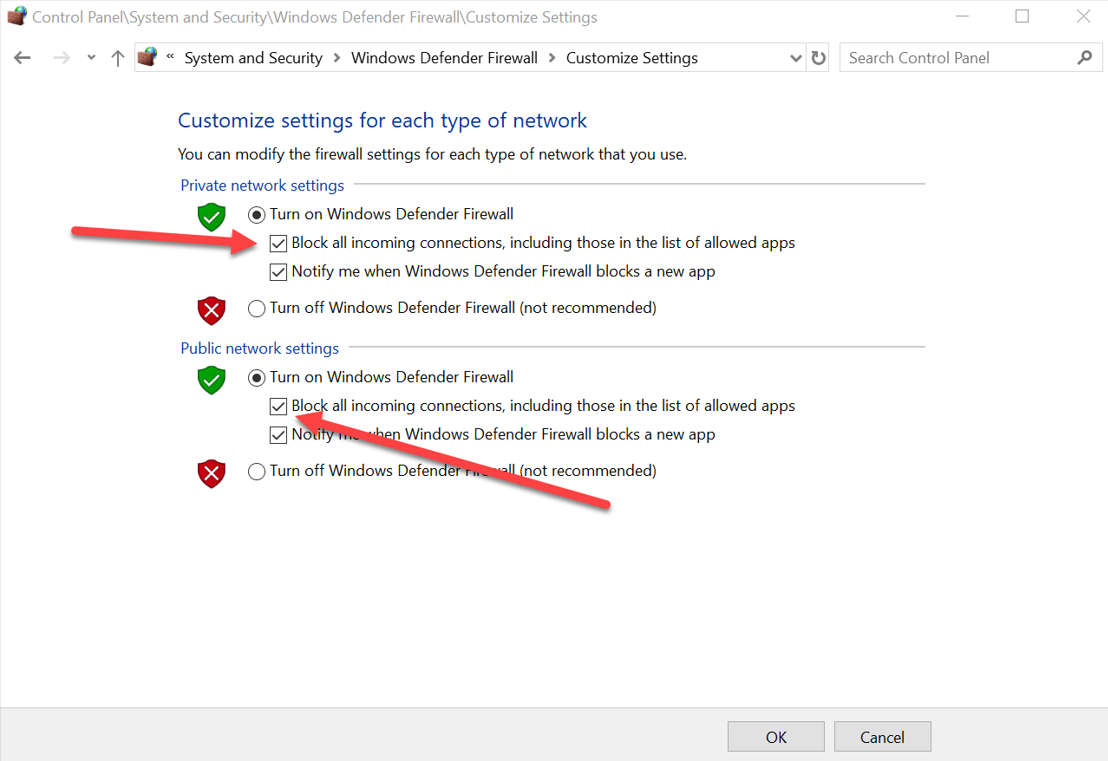 Control Panel\System and Security\Windows Defender Firewall\Customize Settings
« System and Security > Windows Defender Firewall > Customize Settings
Search Control Panel
Customize settings for each type of network
You can modify the firewall settings for each type of network that you use.
Private network settings
Turn on Windows Defender Firewall
Block all incoming connections, including those in the list of allowed apps
Notify me when Windows Defender Firewall blocks a new app
Turn off Windows Defender Firewall (not recommended)
Public network settings
Turn on Windows Defender Firewall
Block all incoming connections, including those in the list of allowed apps
Notify me when Windows Defender Firewall blocks a new app
Turn off Windows Defender Firewall (not recommended)
OK
Cancel